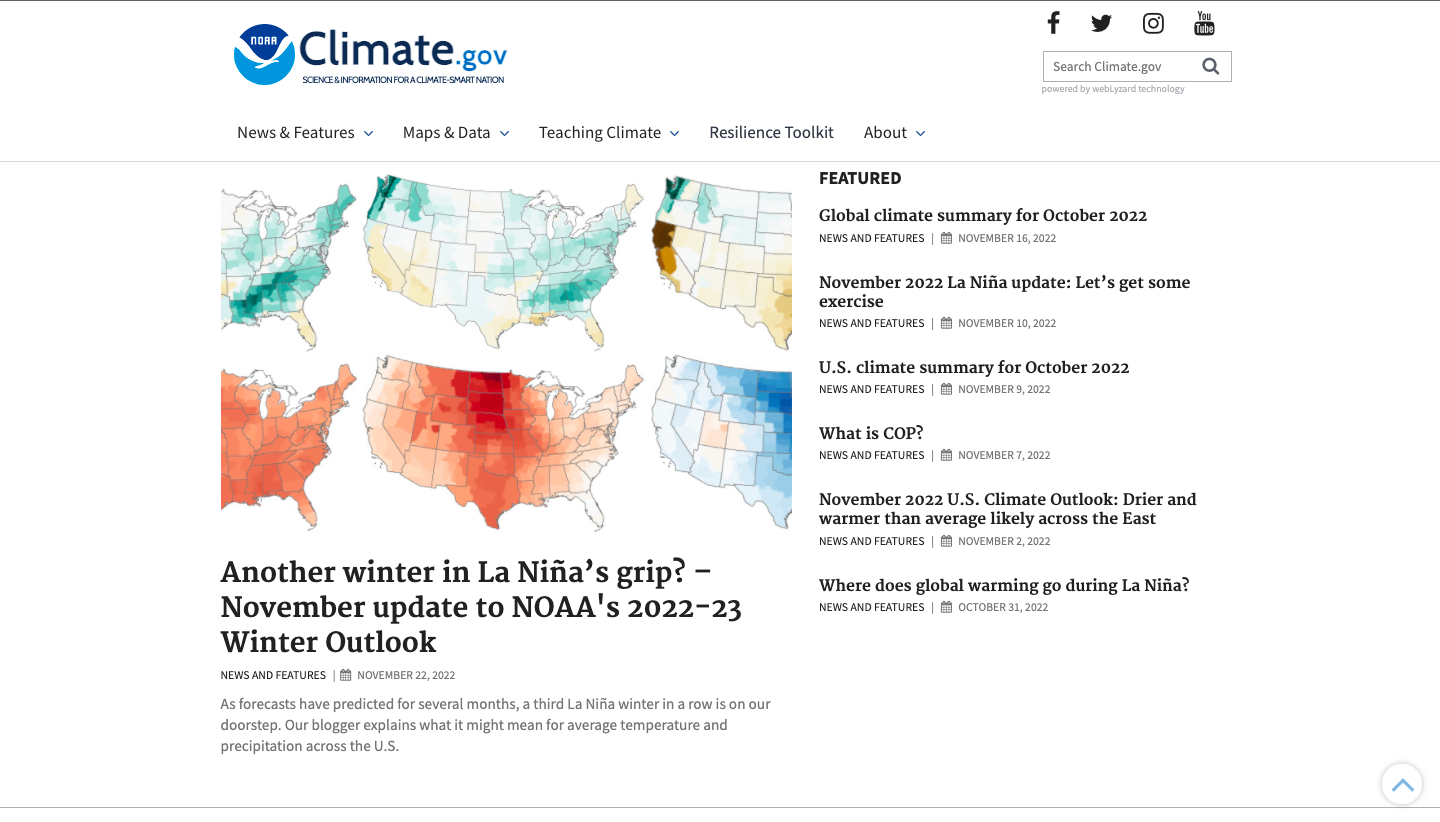 NOAA
Climate.gov
SCIENCE & INFORMATION FOR A CLIMATE-SMART NATION
You
Tube
Search Climate.gov
powered by webLyzard technology
News & Features
Maps & Data
Teaching Climate
Resilience Toolkit
About
Another winter in La Niña’s grip? –
November update to NOAA's 2022-23
Winter Outlook
NEWS AND FEATURES | NOVEMBER 22, 2022
As forecasts have predicted for several months, a third La Niña winter in a row is on our
doorstep. Our blogger explains what it might mean for average temperature and
precipitation across the U.S.
FEATURED
Global climate summary for October 2022
NEWS AND FEATURES | NOVEMBER 16, 2022
November 2022 La Niña update: Let’s get some
exercise
NEWS AND FEATURES | NOVEMBER 10, 2022
U.S. climate summary for October 2022
NEWS AND FEATURES | NOVEMBER 9, 2022
What is COP?
NEWS AND FEATURES | NOVEMBER 7, 2022
November 2022 U.S. Climate Outlook: Drier and
warmer than average likely across the East
NEWS AND FEATURES | NOVEMBER 2, 2022
Where does global warming go during La Niña?
NEWS AND FEATURES | OCTOBER 31, 2022